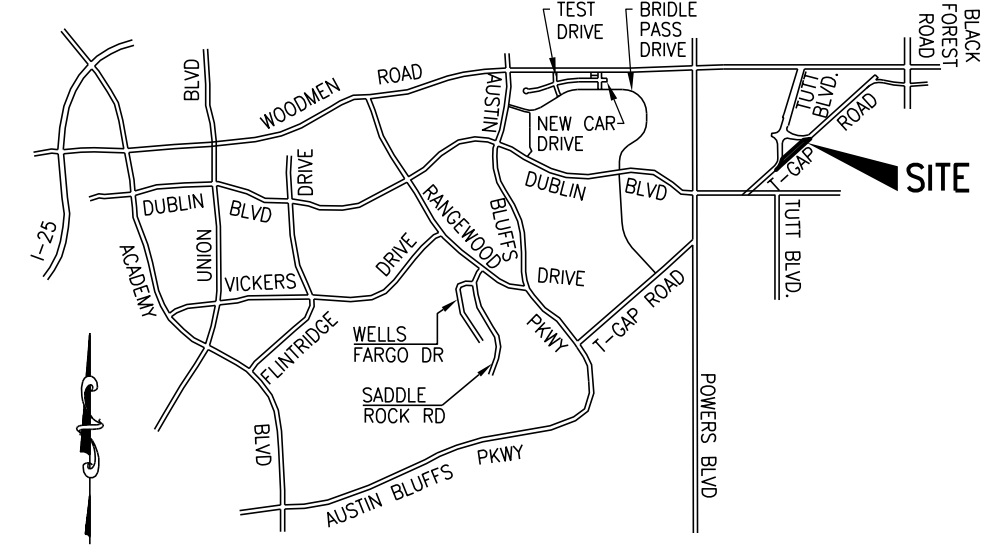 TEST
DRIVE
BRIDLE
PASS
DRIVE
BLACK
FOREST
ROAD
BLVD
WOODMEN ROAD
AUSTIN
BLUFFS
PKWY
NEW CAR
DRIVE
TUTT
BLVD.
T-GAP ROAD
SITE
DRIVE
DUBLIN BLVD
DUBLIN BLVD
I-25
ACADEMY
BLVD
UNION
VICKERS DRIVE
RANGEWOOD
DRIVE
TUTT BLVD.
FLINTRIDGE
WELLS
FARGO DR
T-GAP ROAD
SADDLE
ROCK RD
POWERS BLVD
AUSTIN BLUFFS PKWY